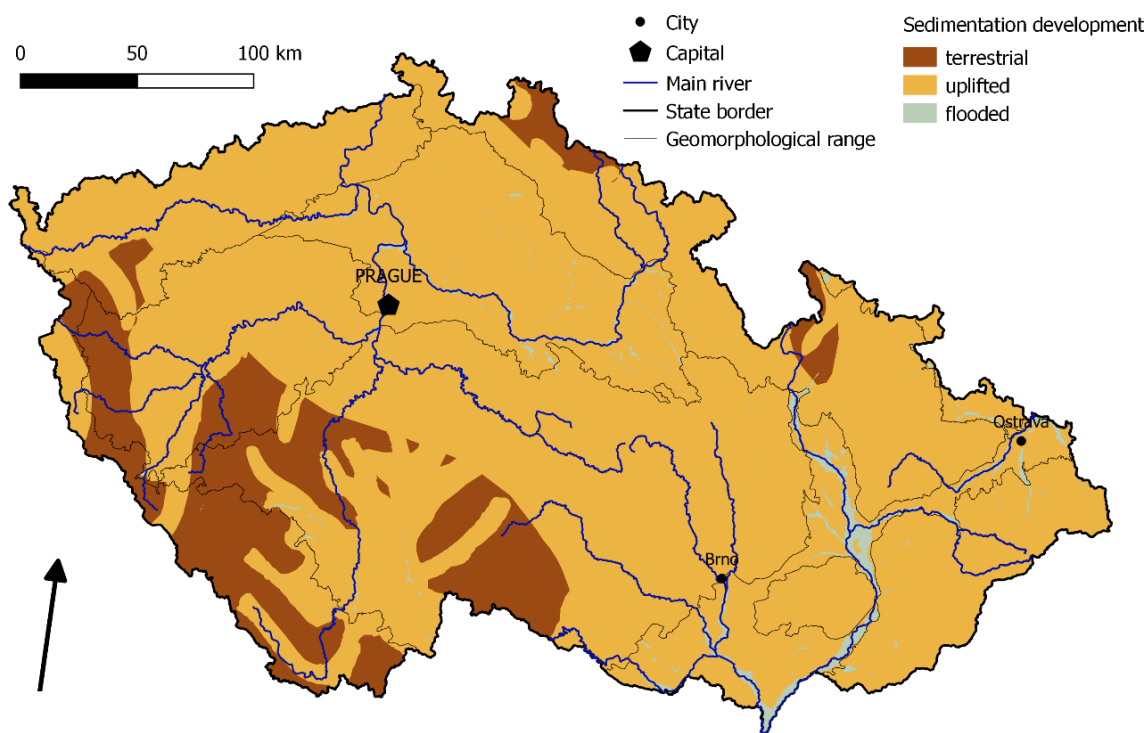 0 50 100 km
City
Capital
Main river
State border
Geomorphological range
Sedimentation development
terrestrial
uplifted
flooded
PRAGUE
Ostrava
Brno